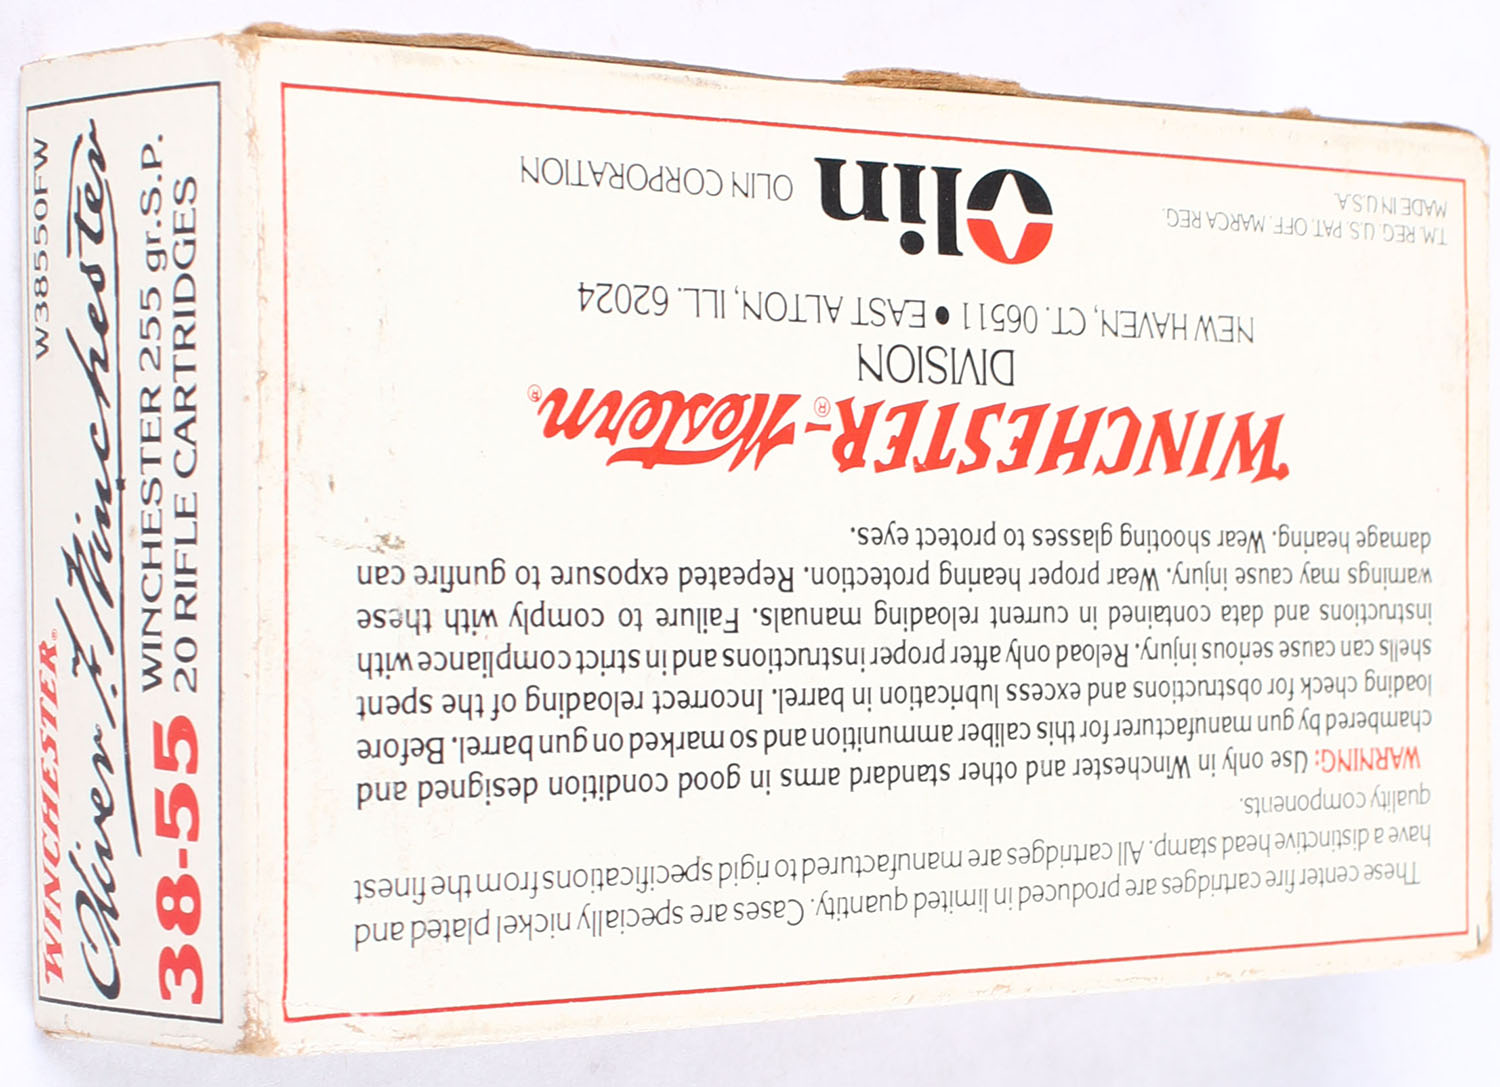 WINCHESTER®
W38550FW
Oliver F. Winchester
38-55 WINCHESTER 255 gr. S.P.
20 RIFLE CARTRIDGES
These center fire cartridges are produced in limited quantity. Cases are specially nickel plated and
have a distinctive head stamp. All cartridges are manufactured to rigid specifications from the finest
quality components.
WARNING: Use only in Winchester and other standard arms in good condition designed and
chambered by gun manufacturer for this caliber ammunition and so marked on gun barrel. Before
loading check for obstructions and excess lubrication in barrel. Incorrect reloading of the spent
shells can cause serious injury. Reload only after proper instructions and in strict compliance with
instructions and data contained in current reloading manuals. Failure to comply with these
warnings may cause injury. Wear proper hearing protection. Repeated exposure to gunfire can
damage hearing. Wear shooting glasses to protect eyes.
WINCHESTER®-Western®
DIVISION
NEW HAVEN, CT. 06511 • EAST ALTON, ILL. 62024
Olin OLIN CORPORATION
T.M. REG. U.S. PAT. OFF. MARCA REG.
MADE IN U.S.A.